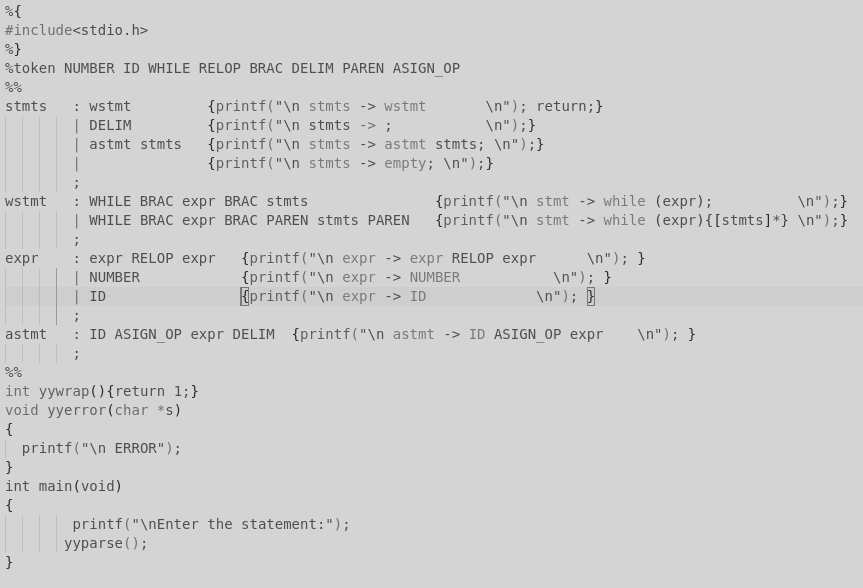 %{
#include<stdio.h>
%}
%token NUMBER ID WHILE RELOP BRAC DELIM PAREN ASIGN_OP
%%
stmts   : wstmt         {printf("\n stmts -> wstmt       \n"); return;}
        | DELIM         {printf("\n stmts -> ;           \n");}
        | astmt stmts   {printf("\n stmts -> astmt stmts; \n");}
        |               {printf("\n stmts -> empty; \n");}
        ;
wstmt   : WHILE BRAC expr BRAC stmts               {printf("\n stmt -> while (expr);          \n");}
        | WHILE BRAC expr BRAC PAREN stmts PAREN   {printf("\n stmt -> while (expr){[stmts]*} \n");}
        ;
expr    : expr RELOP expr   {printf("\n expr -> expr RELOP expr      \n"); }
        | NUMBER            {printf("\n expr -> NUMBER           \n"); }
        | ID                {printf("\n expr -> ID             \n"); }
        ;
astmt   : ID ASIGN_OP expr DELIM  {printf("\n astmt -> ID ASIGN_OP expr    \n"); }
        ;
%%
int yywrap(){return 1;}
void yyerror(char *s)
{
  printf("\n ERROR");
}
int main(void)
{
        printf("\nEnter the statement:");
       yyparse();
}